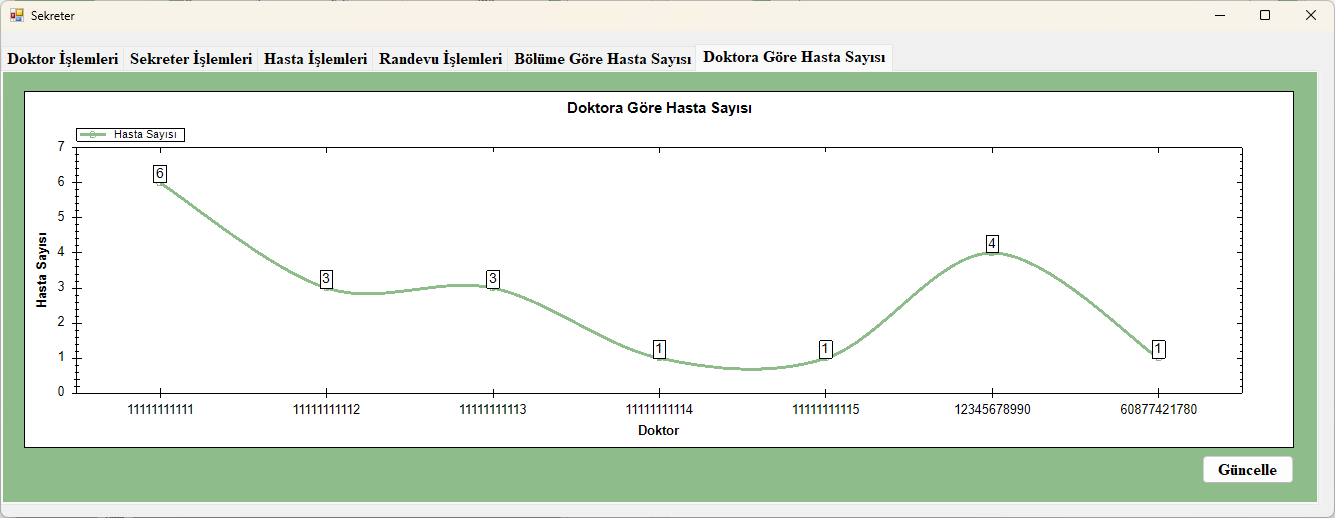 Sekreter
Doktor İşlemleri Sekreter İşlemleri Hasta İşlemleri Randevu İşlemleri Bölüme Göre Hasta Sayısı Doktora Göre Hasta Sayısı
Doktora Göre Hasta Sayısı
Hasta Sayısı
7
6
5
4
3
2
1
0
Hasta Sayısı
6
3
3
1
1
4
1
11111111111 11111111112 11111111113 11111111114 11111111115 12345678990 60877421780
Doktor
Güncelle